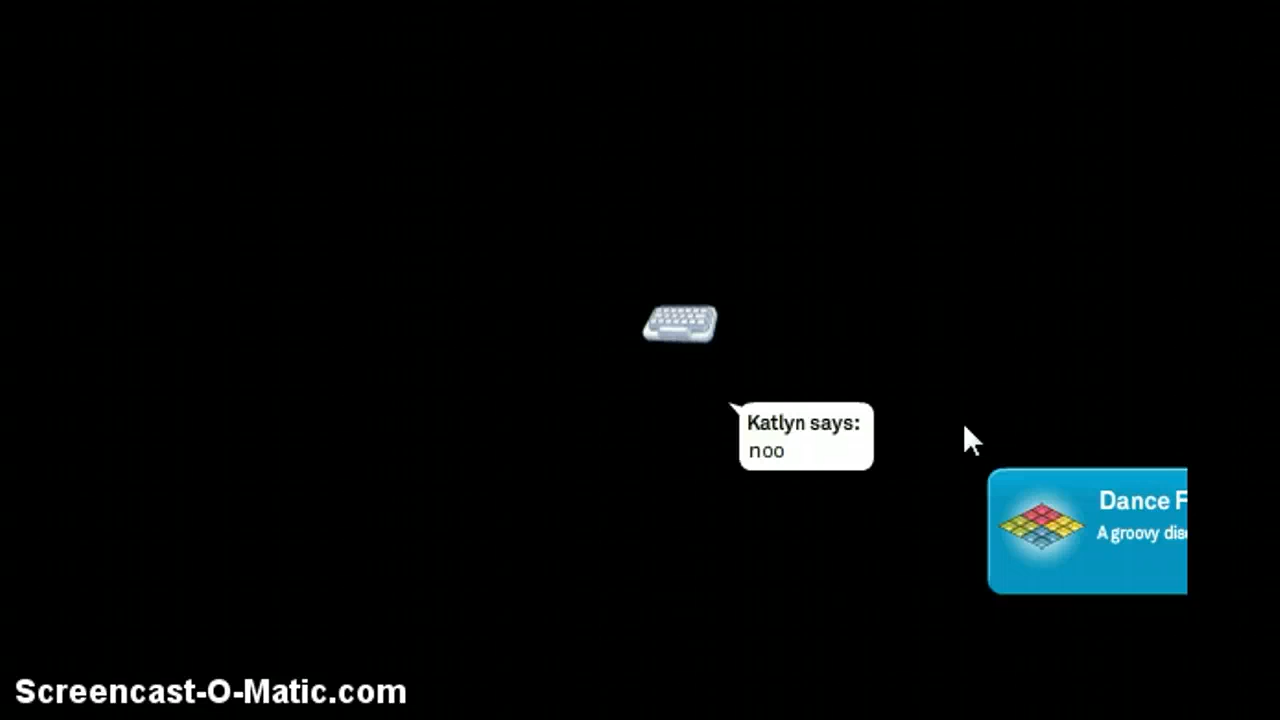 Katlyn says:
noo
Dance F
A groovy dis
Screencast-O-Matic.com